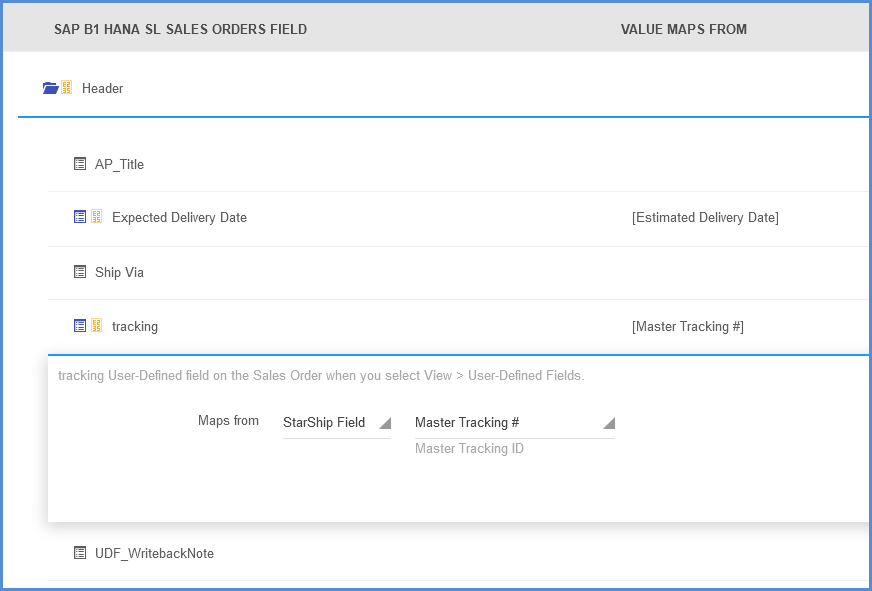 SAP B1 HANA SL SALES ORDERS FIELD VALUE MAPS FROM
Header
AP_Title
Expected Delivery Date [Estimated Delivery Date]
Ship Via
tracking [Master Tracking #]
tracking User-Defined field on the Sales Order when you select View > User-Defined Fields.
Maps from StarShip Field Master Tracking #
Master Tracking ID
UDF_WritebackNote